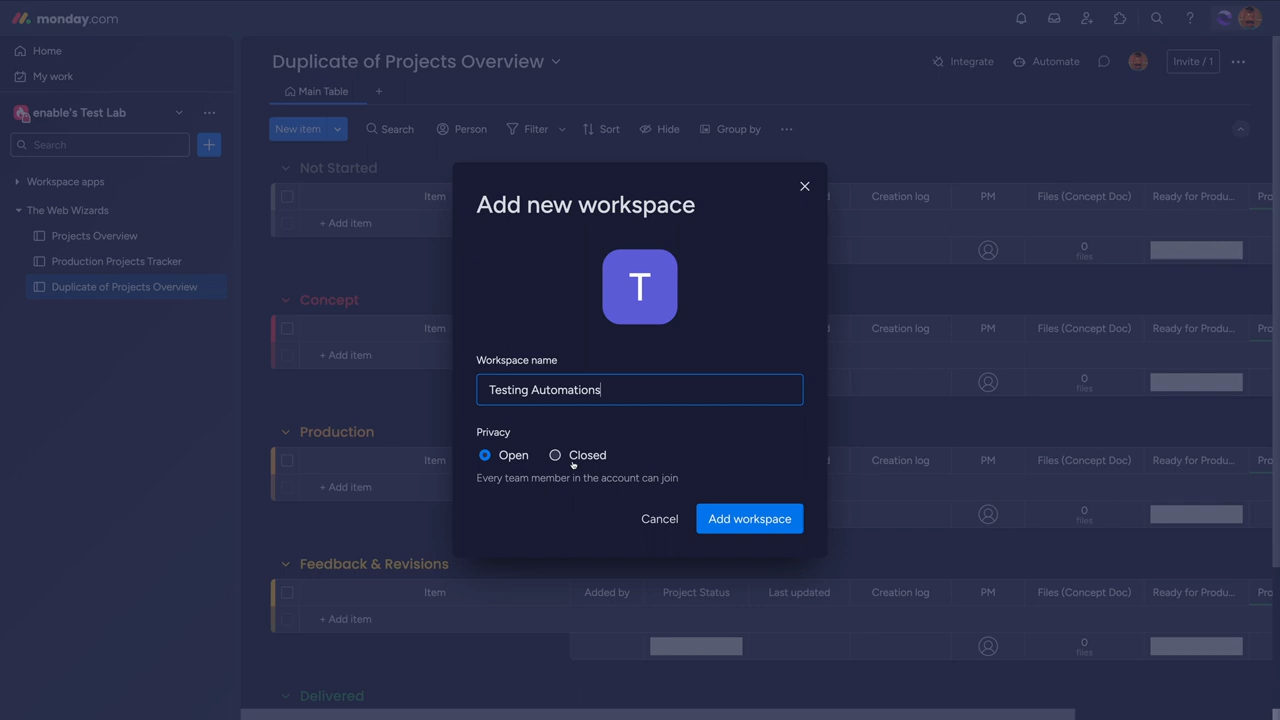 monday.com
Home
My work
enable's Test Lab
Search
Workspace apps
The Web Wizards
Projects Overview
Production Projects Tracker
Duplicate of Projects Overview
Duplicate of Projects Overview
Integrate
Automate
Invite / 1
Main Table
New item
Search
Person
Filter
Sort
Hide
Group by
Not Started
Item
Creation log
PM
Files (Concept Doc)
Ready for Produ...
+ Add item
0
files
Concept
Item
Creation log
PM
Files (Concept Doc)
Ready for Produ...
+ Add item
0
files
Production
Item
Creation log
PM
Files (Concept Doc)
Ready for Produ...
+ Add item
0
files
Feedback & Revisions
Item
Added by
Project Status
Last updated
Creation log
PM
Files (Concept Doc)
Ready for Produ...
+ Add item
0
files
Delivered
Add new workspace
T
Workspace name
Testing Automations
Privacy
Open
Closed
Every team member in the account can join
Cancel
Add workspace